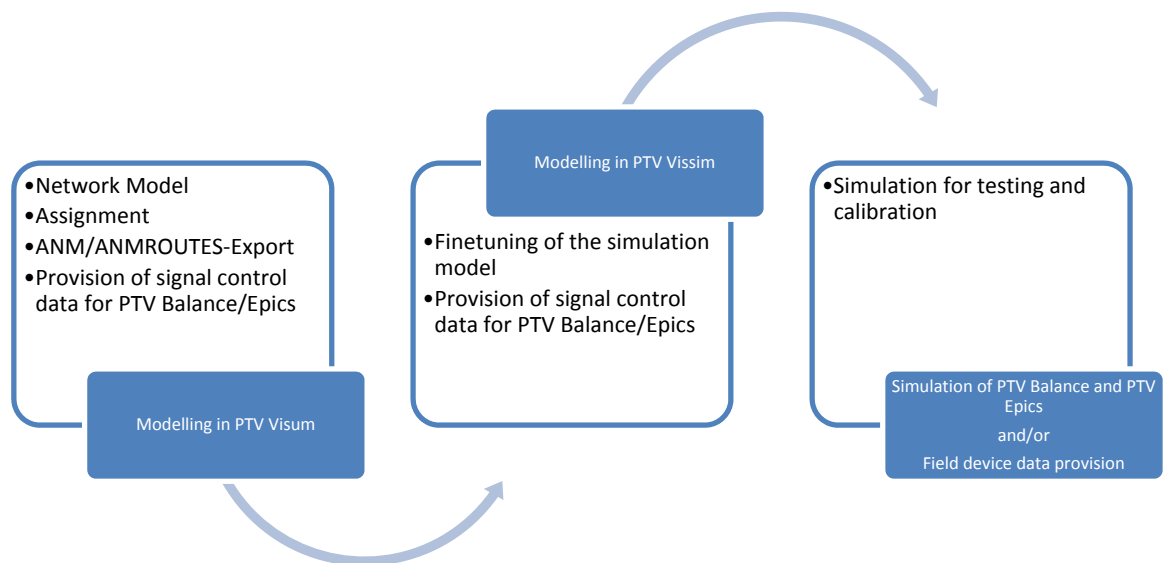 •Network Model
•Assignment
•ANM/ANMROUTES-Export
•Provision of signal control
data for PTV Balance/Epics
Modelling in PTV Visum
Modelling in PTV Vissim
•Finetuning of the simulation
model
•Provision of signal control
data for PTV Balance/Epics
•Simulation for testing and
calibration
Simulation of PTV Balance and PTV
Epics
and/or
Field device data provision